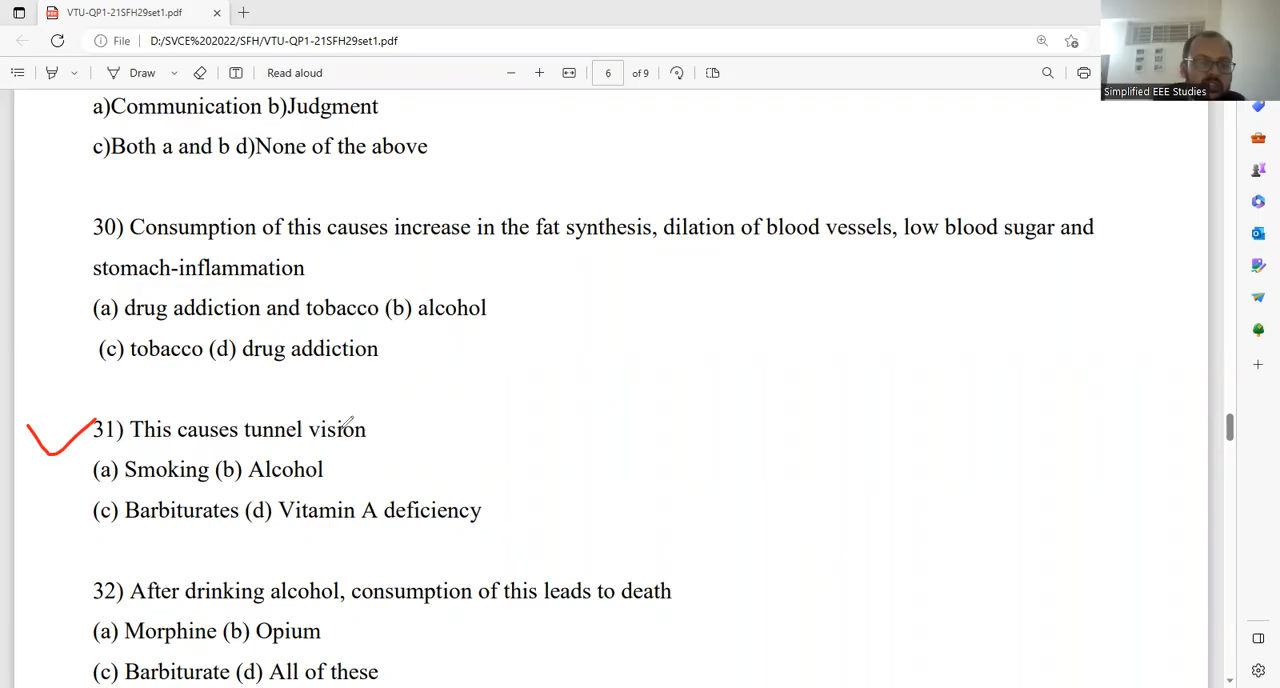 VTU-QP1-21SFH29set1.pdf
File D:/SVCE%202022/SFH/VTU-QP1-21SFH29set1.pdf
Draw Read aloud 6 of 9
Simplified EEE Studies
a)Communication b)Judgment
c)Both a and b d)None of the above
30) Consumption of this causes increase in the fat synthesis, dilation of blood vessels, low blood sugar and
stomach-inflammation
(a) drug addiction and tobacco (b) alcohol
(c) tobacco (d) drug addiction
31) This causes tunnel vision
(a) Smoking (b) Alcohol
(c) Barbiturates (d) Vitamin A deficiency
32) After drinking alcohol, consumption of this leads to death
(a) Morphine (b) Opium
(c) Barbiturate (d) All of these